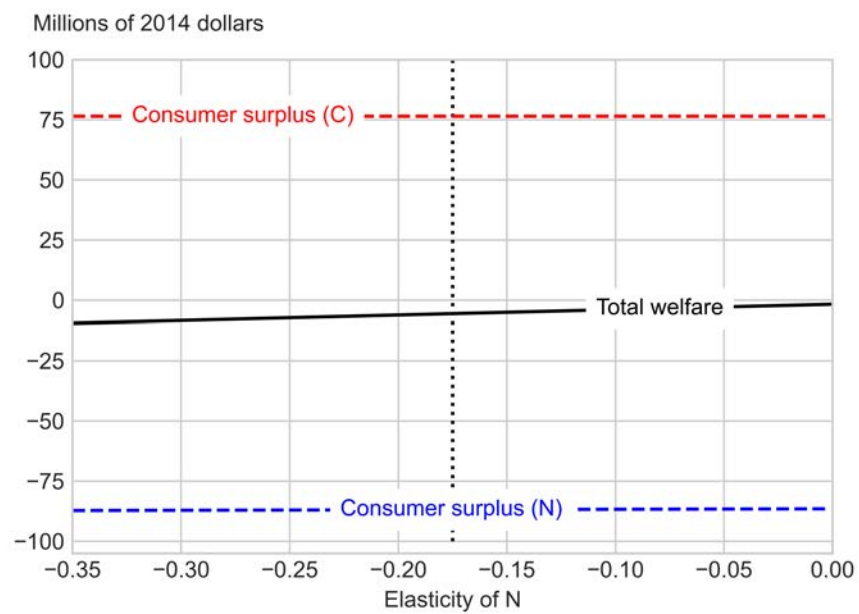 Millions of 2014 dollars
100
Consumer surplus (C)
75
50
25
0
Total welfare
−25
−50
−75
Consumer surplus (N)
−100
−0.35 −0.30 −0.25 −0.20 −0.15 −0.10 −0.05 0.00
Elasticity of N